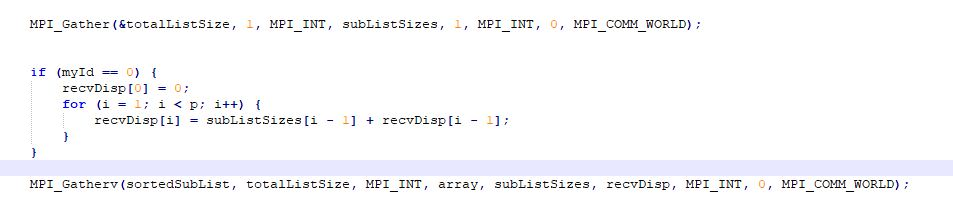 MPI_Gather(&totalListSize, 1, MPI_INT, subListSizes, 1, MPI_INT, 0, MPI_COMM_WORLD);
if (myId == 0) {
recvDisp[0] = 0;
for (i = 1; i < p; i++) {
recvDisp[i] = subListSizes[i - 1] + recvDisp[i - 1];
}
}
MPI_Gatherv(sortedSubList, totalListSize, MPI_INT, array, subListSizes, recvDisp, MPI_INT, 0, MPI_COMM_WORLD);